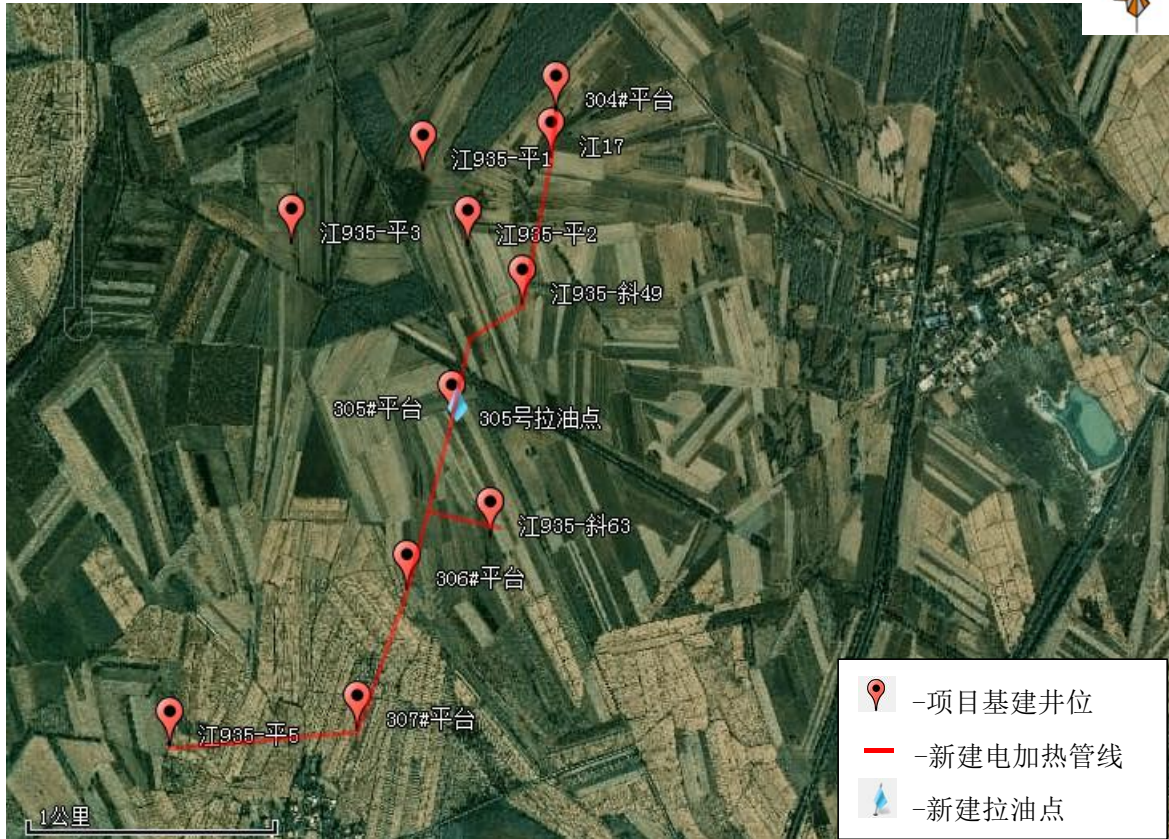 304#平台
江17
江935-平1
江935-平3
江935-平2
江935-斜49
305#平台
305号拉油点
江935-斜63
306#平台
307#平台
江935-平5
1公里
-项目基建井位
-新建电加热管线
-新建拉油点